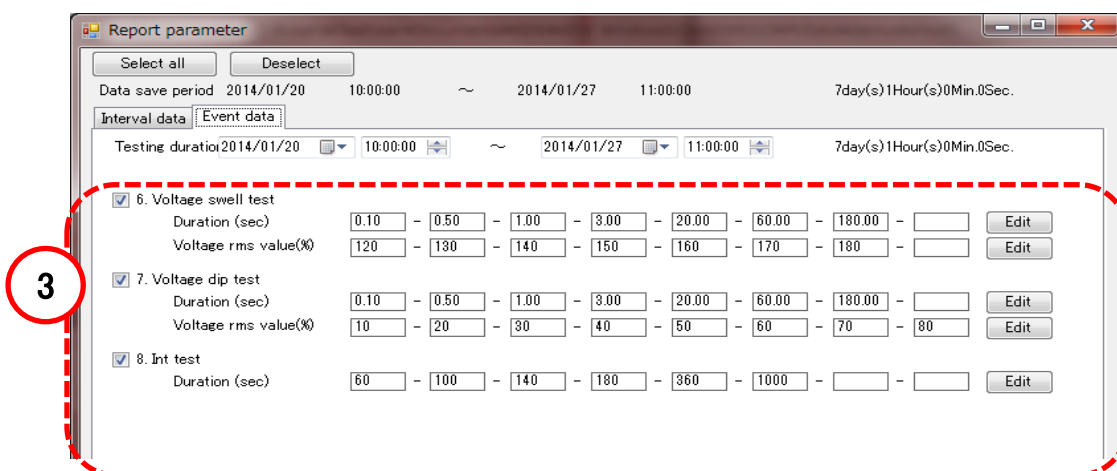 Report parameter
Select all Deselect
Data save period 2014/01/20 10:00:00 ～ 2014/01/27 11:00:00 7day(s)1Hour(s)0Min.0Sec.
Interval data Event data
Testing duration 2014/01/20 10:00:00 ～ 2014/01/27 11:00:00 7day(s)1Hour(s)0Min.0Sec.
6. Voltage swell test
Duration (sec) 0.10 - 0.50 - 1.00 - 3.00 - 20.00 - 60.00 - 180.00 - Edit
Voltage rms value(%) 120 - 130 - 140 - 150 - 160 - 170 - 180 - Edit
3
7. Voltage dip test
Duration (sec) 0.10 - 0.50 - 1.00 - 3.00 - 20.00 - 60.00 - 180.00 - Edit
Voltage rms value(%) 10 - 20 - 30 - 40 - 50 - 60 - 70 - 80 Edit
8. Int test
Duration (sec) 60 - 100 - 140 - 180 - 360 - 1000 - - Edit